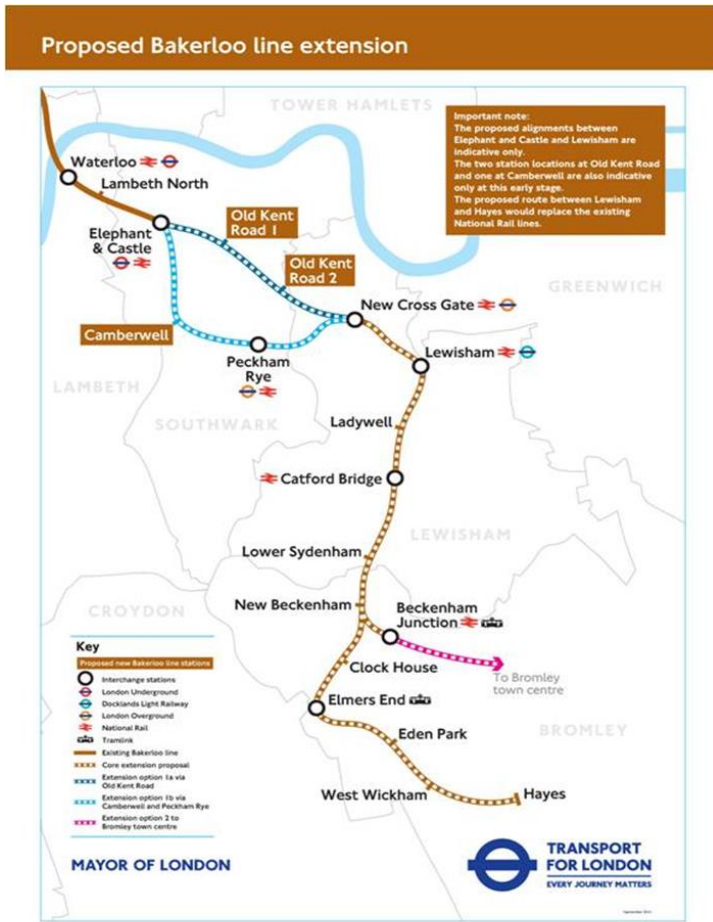 Proposed Bakerloo line extension
TOWER HAMLETS
Important note:
The proposed alignments between
Elephant and Castle and Lewisham are
indicative only.
The two station locations at Old Kent Road
and one at Camberwell are also indicative
only at this early stage.
The proposed route between Lewisham
and Hayes would replace the existing
National Rail lines.
Waterloo
Lambeth North
Elephant
& Castle
Old Kent
Road 1
Old Kent
Road 2
GREENWICH
New Cross Gate
Camberwell
Peckham
Rye
Lewisham
LAMBETH
SOUTHWARK
Ladywell
Catford Bridge
LEWISHAM
Lower Sydenham
CROYDON
New Beckenham
Beckenham
Junction
Clock House
To Bromley
town centre
Elmers End
BROMLEY
Eden Park
West Wickham
Hayes
Key
Proposed new Bakerloo line stations
Interchange stations
London Underground
Docklands Light Railway
London Overground
National Rail
Tramlink
Existing Bakerloo line
Core extension proposal
Extension option 1a via
Old Kent Road
Extension option 1b via
Camberwell and Peckham Rye
Extension option 2 to
Bromley town centre
MAYOR OF LONDON
TRANSPORT
FOR LONDON
EVERY JOURNEY MATTERS